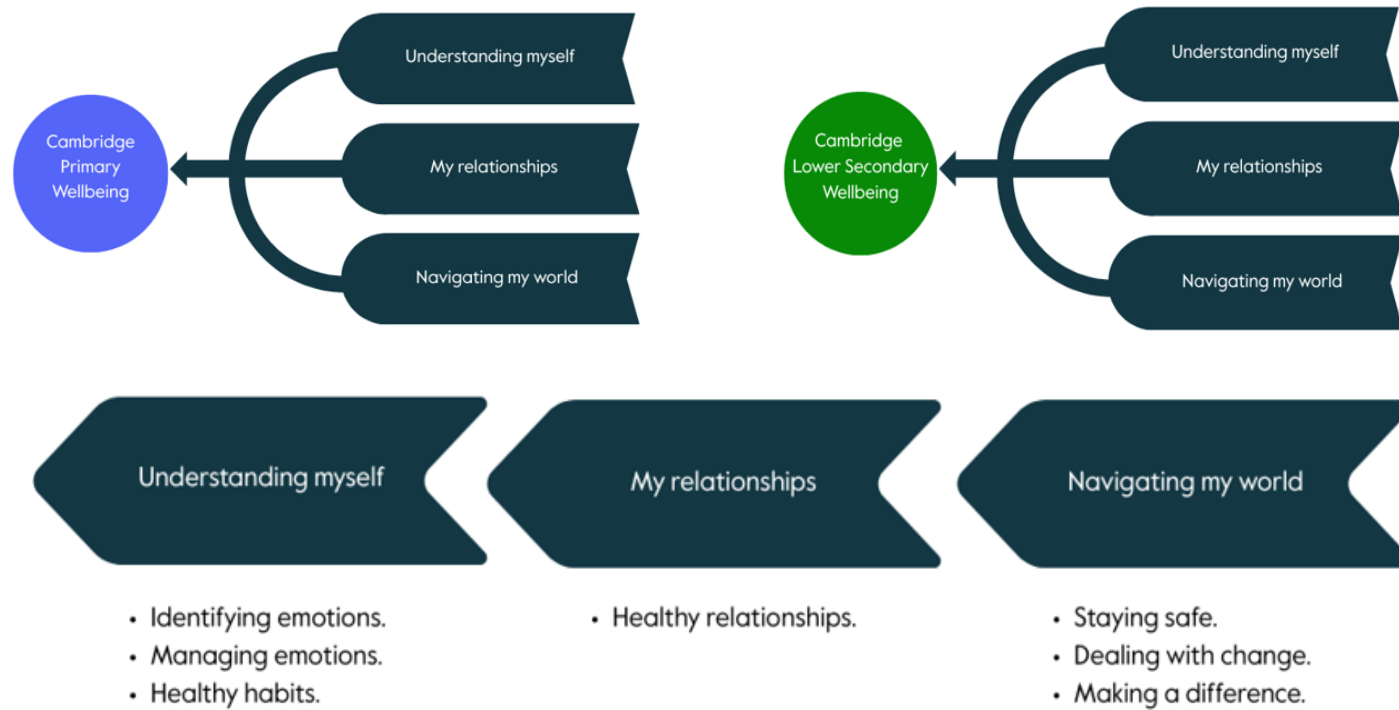 Understanding myself
Cambridge
Primary
Wellbeing
My relationships
Navigating my world
Understanding myself
Cambridge
Lower Secondary
Wellbeing
My relationships
Navigating my world
Understanding myself
• Identifying emotions.
• Managing emotions.
• Healthy habits.
My relationships
• Healthy relationships.
Navigating my world
• Staying safe.
• Dealing with change.
• Making a difference.